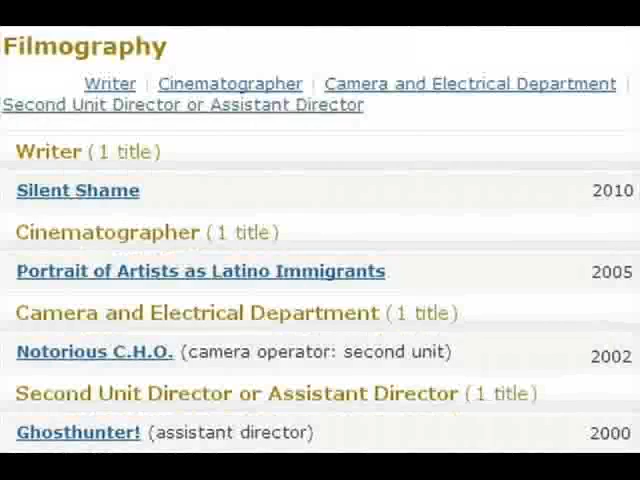 Filmography
Writer | Cinematographer | Camera and Electrical Department |
Second Unit Director or Assistant Director
Writer (1 title)
Silent Shame 2010
Cinematographer (1 title)
Portrait of Artists as Latino Immigrants 2005
Camera and Electrical Department (1 title)
Notorious C.H.O. (camera operator: second unit) 2002
Second Unit Director or Assistant Director (1 title)
Ghosthunter! (assistant director) 2000